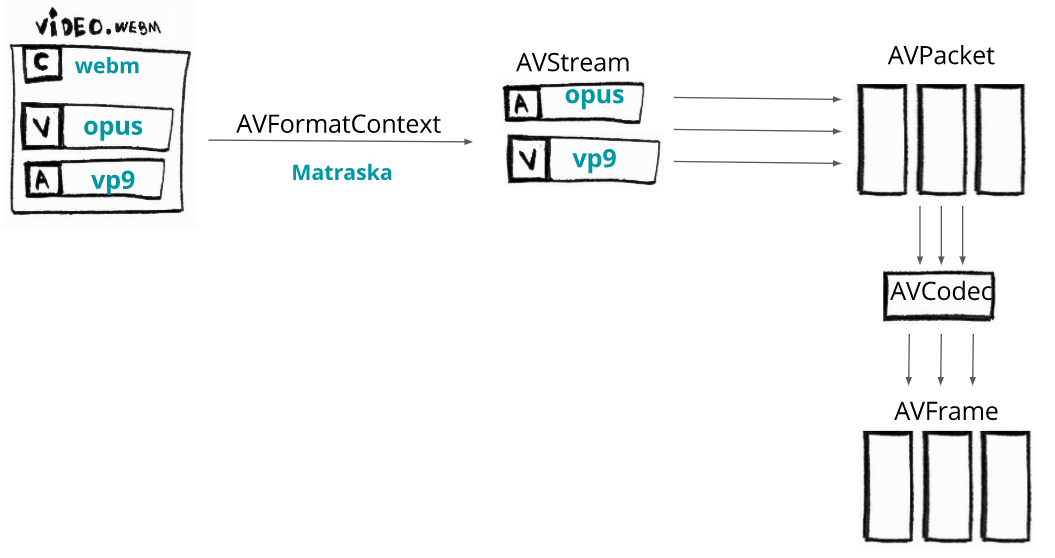 VIDEO.WEBM
C webm
V opus
A vp9
AVFormatContext
Matraska
AVStream
A opus
V vp9
AVPacket
AVCodec
AVFrame